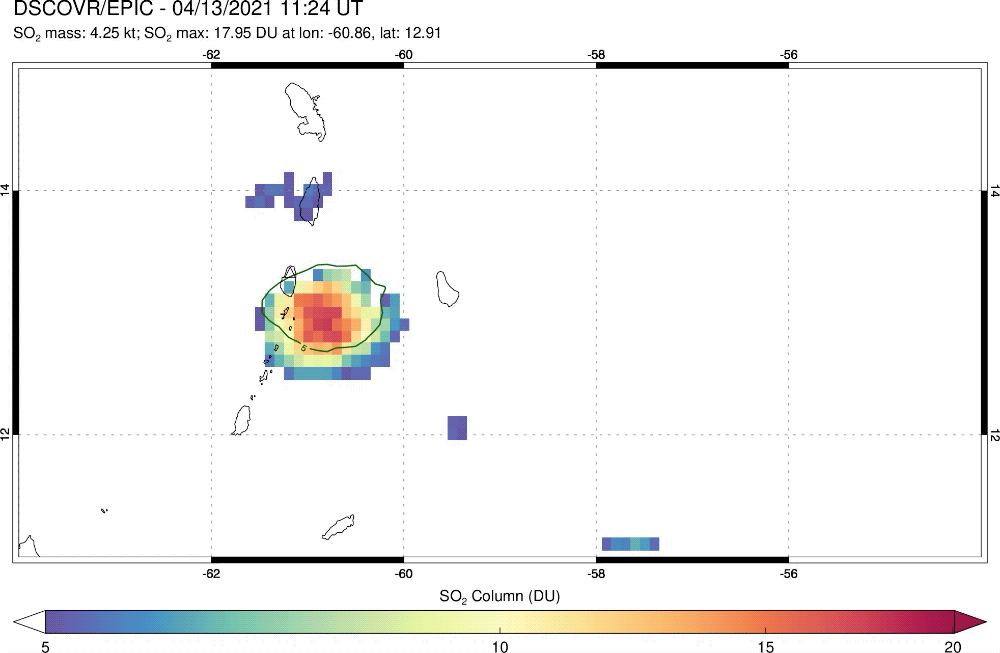 DSCOVR/EPIC - 04/13/2021 11:24 UT
SO₂ mass: 4.25 kt; SO₂ max: 17.95 DU at lon: -60.86, lat: 12.91
-62 -60 -58 -56
14 14
5
12 12
-62 -60 -58 -56
SO₂ Column (DU)
5 10 15 20